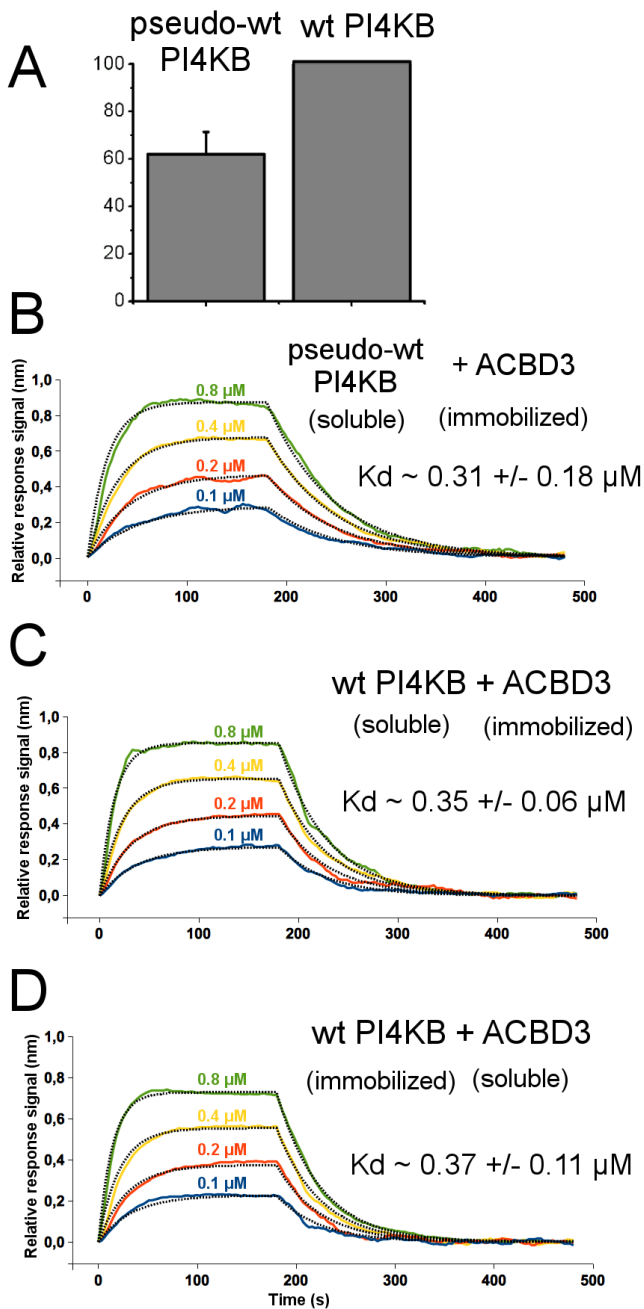 A
pseudo-wt
PI4KB
wt PI4KB
100
80
60
40
20
0
B
pseudo-wt
PI4KB
(soluble)
+ ACBD3
(immobilized)
Kd ~ 0.31 +/- 0.18 µM
Relative response signal (nm)
1,0
0,8
0,6
0,4
0,2
0,0
0.8 µM
0.4 µM
0.2 µM
0.1 µM
0 100 200 300 400 500
C
wt PI4KB + ACBD3
(soluble) (immobilized)
Kd ~ 0.35 +/- 0.06 µM
Relative response signal (nm)
1,0
0,8
0,6
0,4
0,2
0,0
0.8 µM
0.4 µM
0.2 µM
0.1 µM
0 100 200 300 400 500
D
wt PI4KB + ACBD3
(immobilized) (soluble)
Kd ~ 0.37 +/- 0.11 µM
Relative response signal (nm)
1,0
0,8
0,6
0,4
0,2
0,0
0.8 µM
0.4 µM
0.2 µM
0.1 µM
0 100 200 300 400 500
Time (s)